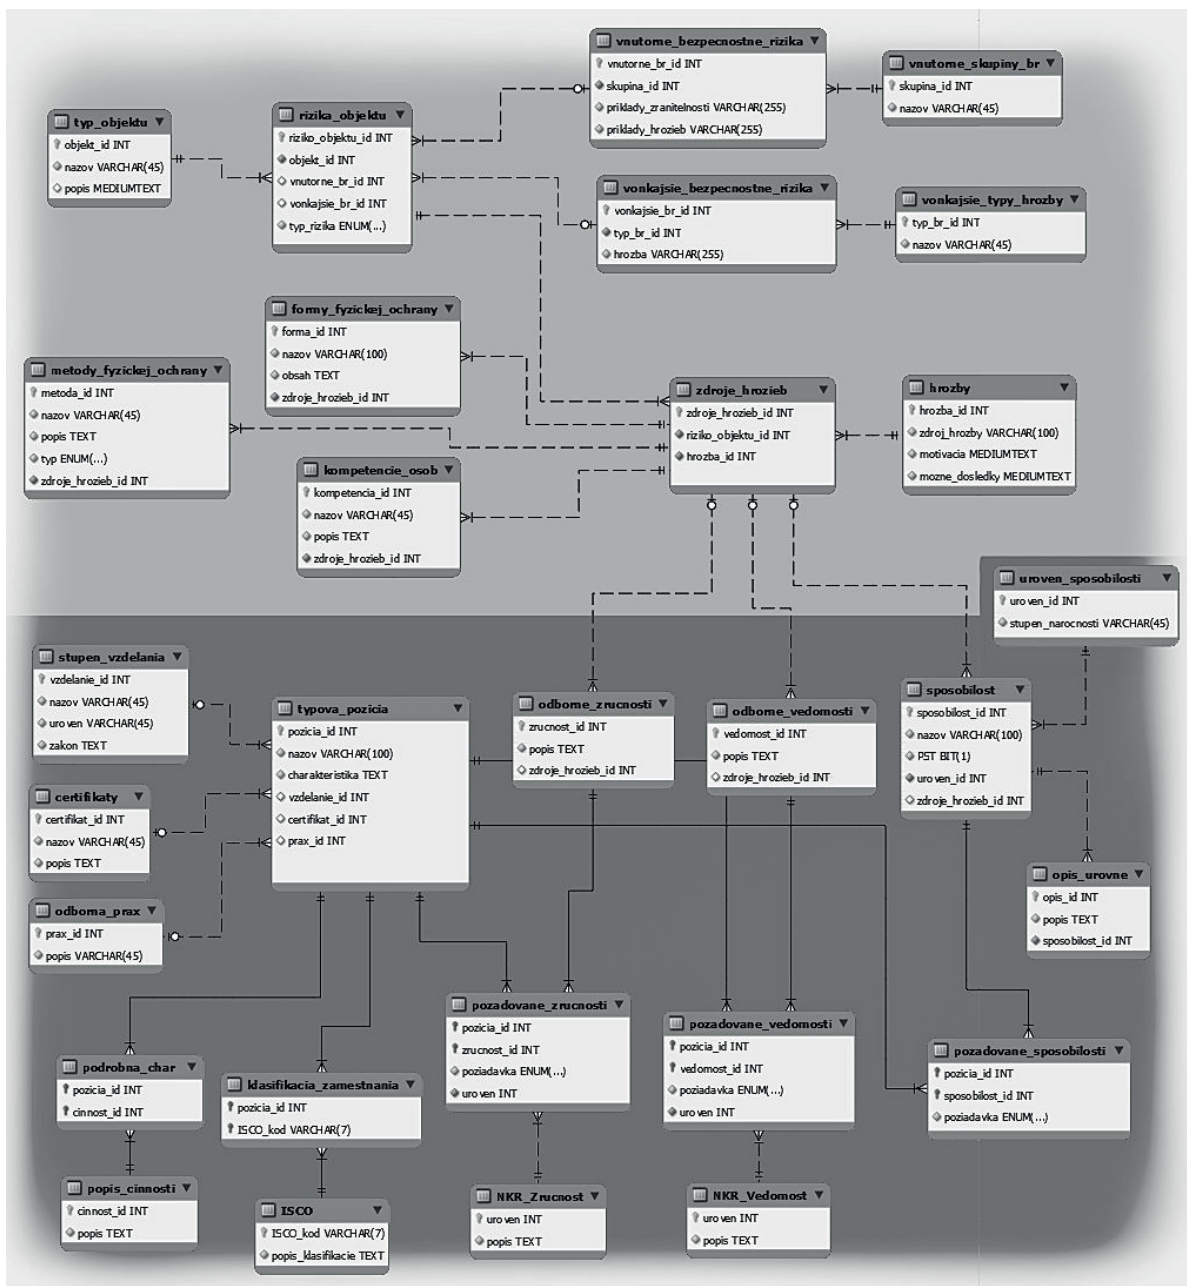 vnutorne_bezpecnostne_rizika
vnutorne_br_id INT
skupina_id INT
priklady_zranitelnosti VARCHAR(255)
priklady_hrozieb VARCHAR(255)
vnutorne_skupiny_br
skupina_id INT
nazov VARCHAR(45)
typ_objektu
objekt_id INT
nazov VARCHAR(45)
popis MEDIUMTEXT
rizika_objektu
riziko_objektu_id INT
objekt_id INT
vnutorne_br_id INT
vonkajsie_br_id INT
typ_rizika ENUM(...)
vonkajsie_bezpecnostne_rizika
vonkajsie_br_id INT
typ_br_id INT
hrozba VARCHAR(255)
vonkajsie_typy_hrozby
typ_br_id INT
nazov VARCHAR(45)
formy_fyzickej_ochrany
forma_id INT
nazov VARCHAR(100)
obsah TEXT
zdroje_hrozieb_id INT
metody_fyzickej_ochrany
metoda_id INT
nazov VARCHAR(45)
popis TEXT
typ ENUM(...)
zdroje_hrozieb_id INT
zdroje_hrozieb
zdroje_hrozieb_id INT
riziko_objektu_id INT
hrozba_id INT
hrozby
hrozba_id INT
zdroj_hrozby VARCHAR(100)
motivacia MEDIUMTEXT
mozne_dosledky MEDIUMTEXT
kompetencie_osob
kompetencia_id INT
nazov VARCHAR(45)
popis TEXT
zdroje_hrozieb_id INT
uroven_sposobilosti
uroven_id INT
stupen_narocnosti VARCHAR(45)
stupen_vzdelania
vzdelanie_id INT
nazov VARCHAR(45)
uroven VARCHAR(45)
zakon TEXT
typova_pozicia
pozicia_id INT
nazov VARCHAR(100)
charakteristika TEXT
vzdelanie_id INT
certifikat_id INT
prax_id INT
odborne_zrucnosti
zrucnost_id INT
popis TEXT
zdroje_hrozieb_id INT
odborne_vedomosti
vedomost_id INT
popis TEXT
zdroje_hrozieb_id INT
sposobilost
sposobilost_id INT
nazov VARCHAR(100)
PST BIT(1)
uroven_id INT
zdroje_hrozieb_id INT
certifikaty
certifikat_id INT
nazov VARCHAR(45)
popis TEXT
opis_urovne
opis_id INT
popis TEXT
sposobilost_id INT
odborna_prax
prax_id INT
popis VARCHAR(45)
pozadovane_zrucnosti
pozicia_id INT
zrucnost_id INT
poziadavka ENUM(...)
uroven INT
pozadovane_vedomosti
pozicia_id INT
vedomost_id INT
poziadavka ENUM(...)
uroven INT
pozadovane_sposobilosti
pozicia_id INT
sposobilost_id INT
poziadavka ENUM(...)
podrobna_char
pozicia_id INT
cinnost_id INT
klasifikacia_zamestnania
pozicia_id INT
ISCO_kod VARCHAR(7)
popis_cinnosti
cinnost_id INT
popis TEXT
ISCO
ISCO_kod VARCHAR(7)
popis_klasifikacie TEXT
NKR_Zrucnost
uroven INT
popis TEXT
NKR_Vedomost
uroven INT
popis TEXT